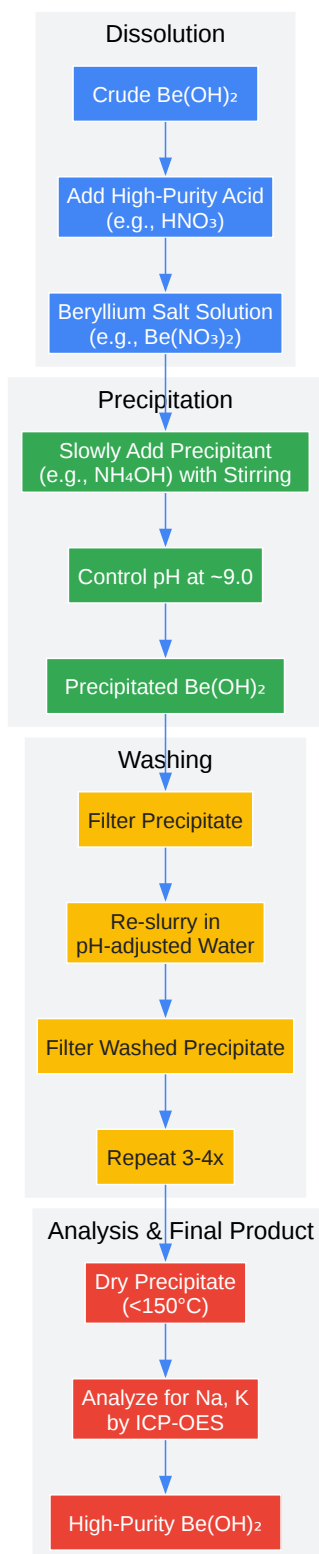 Dissolution
Crude Be(OH)₂
Add High-Purity Acid
(e.g., HNO₃)
Beryllium Salt Solution
(e.g., Be(NO₃)₂)
Precipitation
Slowly Add Precipitant
(e.g., NH₄OH) with Stirring
Control pH at ~9.0
Precipitated Be(OH)₂
Washing
Filter Precipitate
Re-slurry in
pH-adjusted Water
Filter Washed Precipitate
Repeat 3-4x
Analysis & Final Product
Dry Precipitate
(<150°C)
Analyze for Na, K
by ICP-OES
High-Purity Be(OH)₂